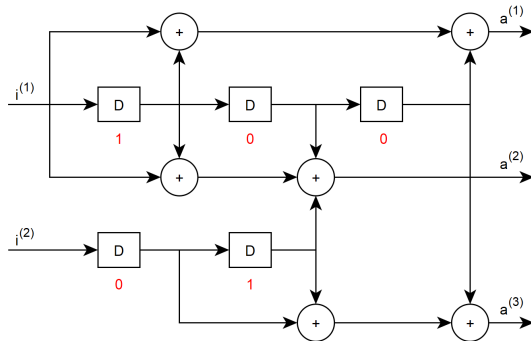 a^(1)
+ +
i^(1) D D D
1 0 0
+ + a^(2)
i^(2) D D
0 1
+ + a^(3)